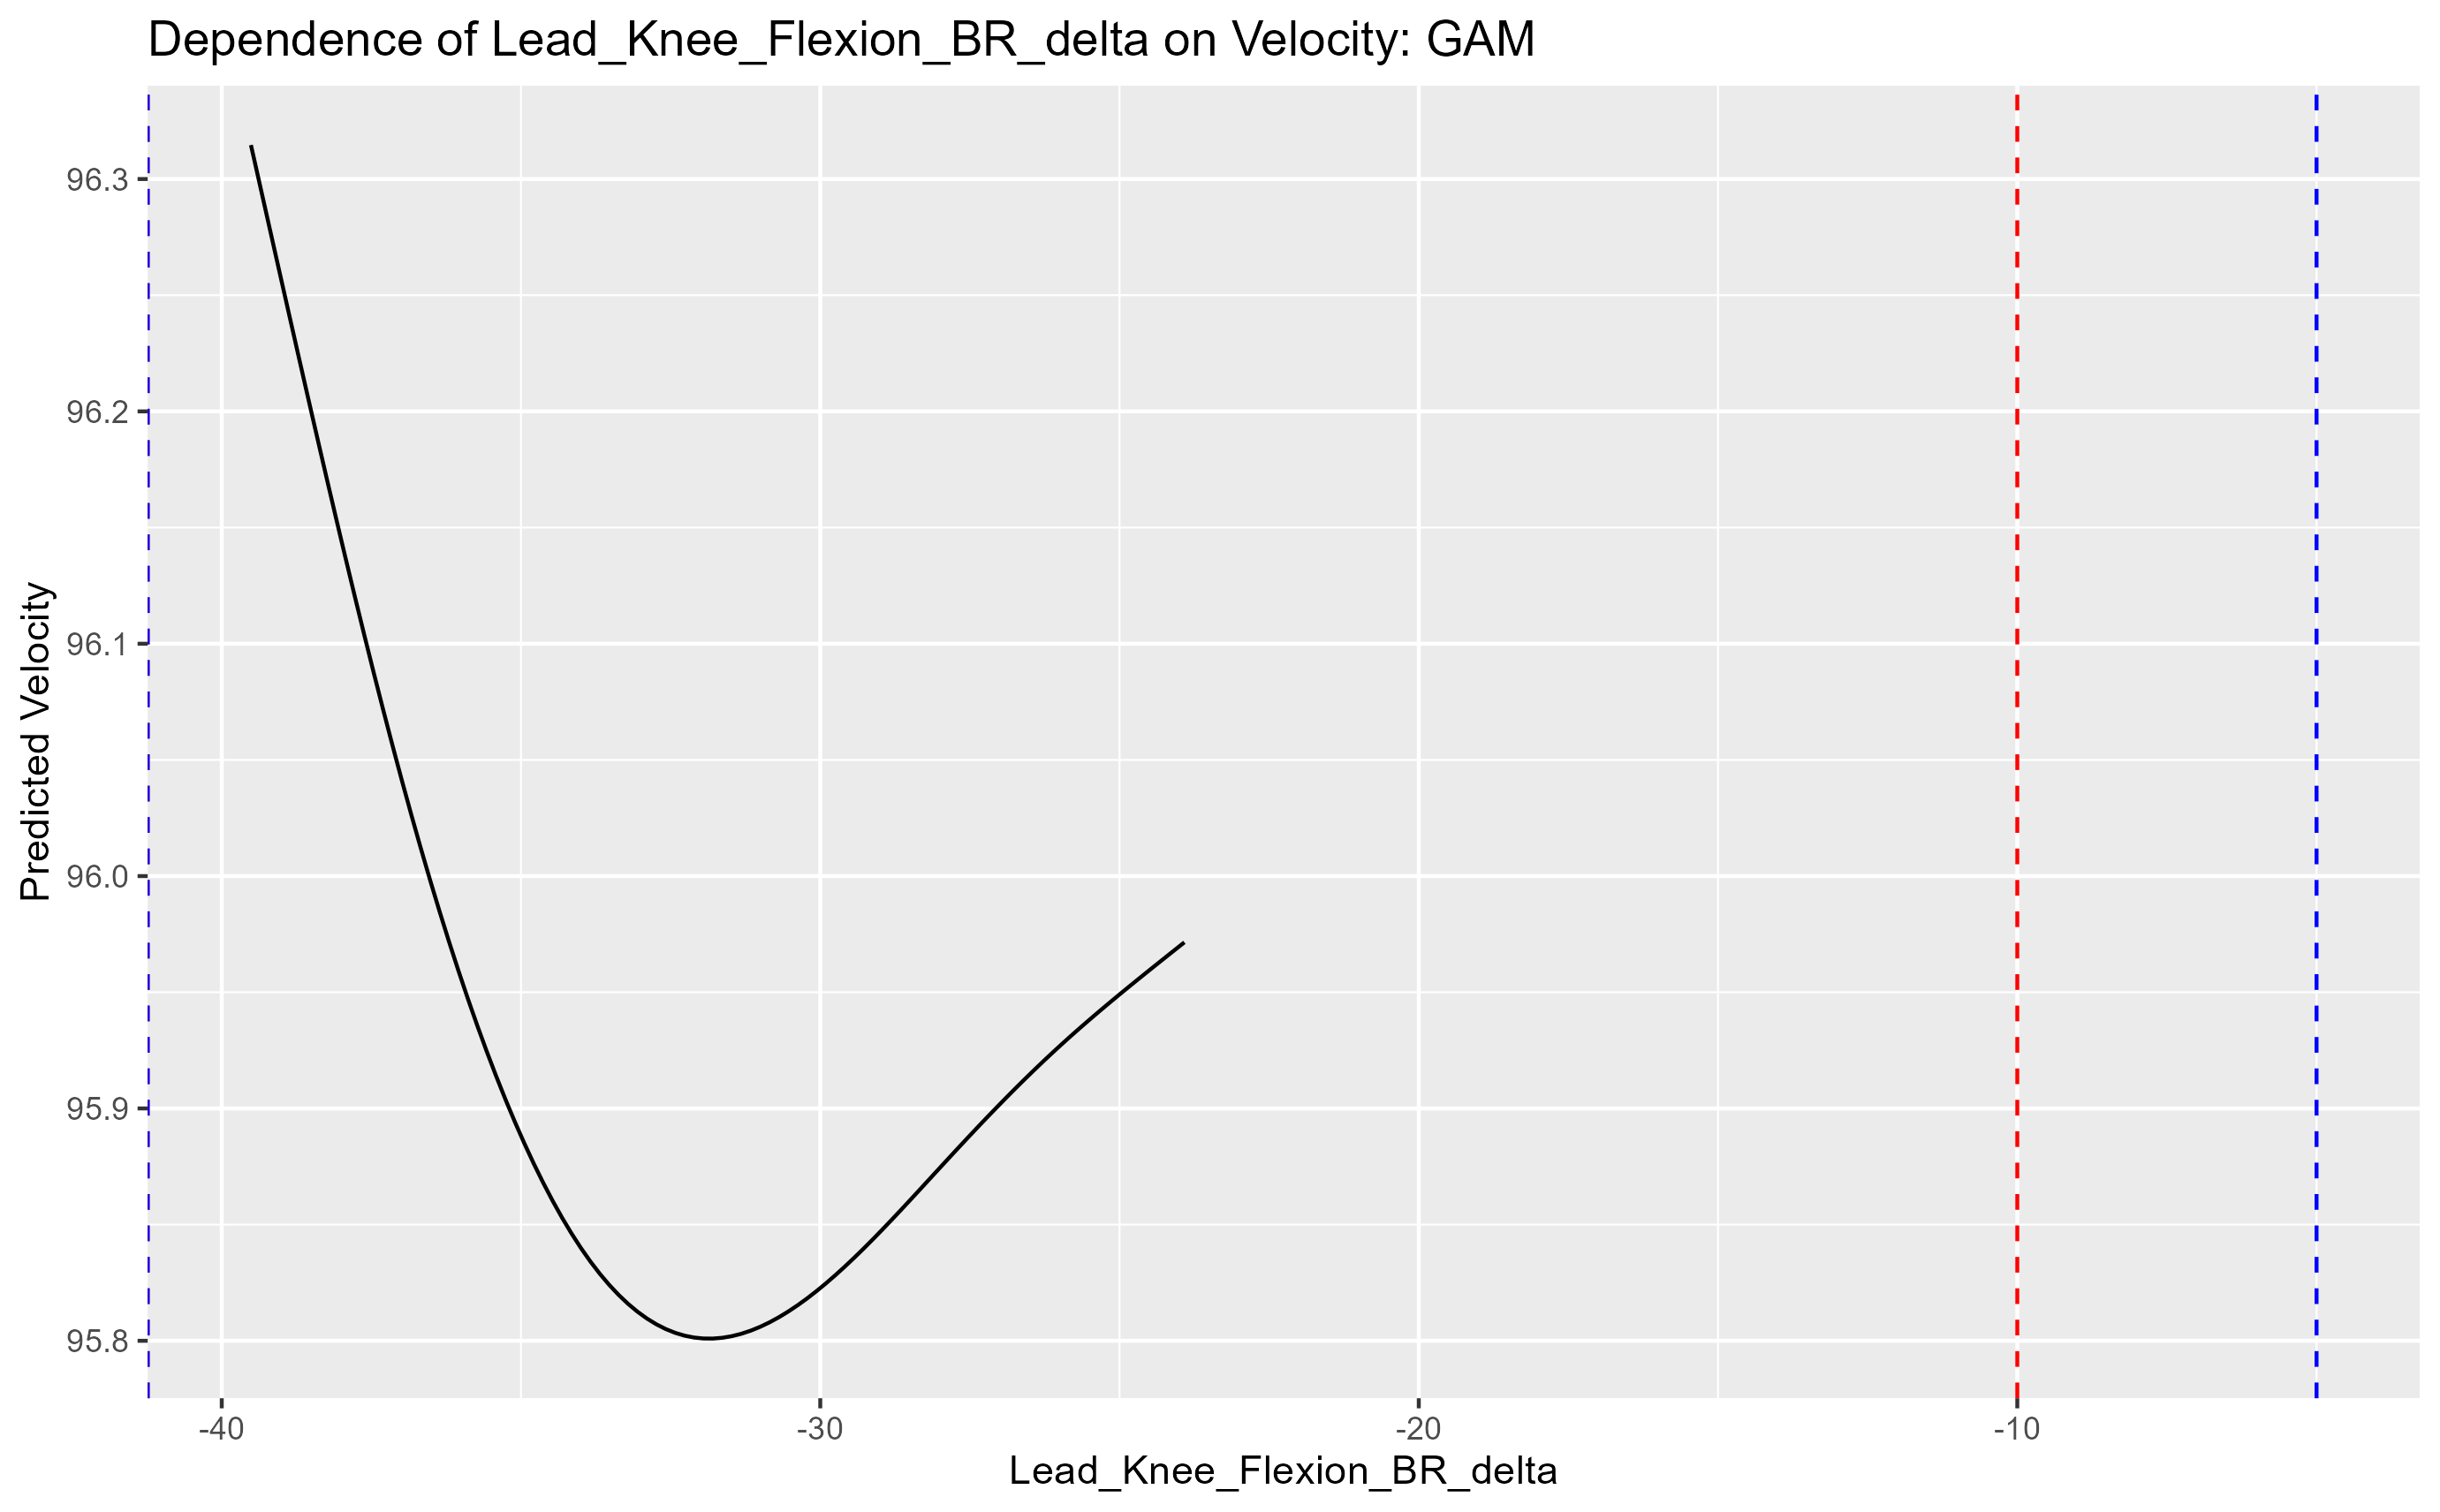 Dependence of Lead_Knee_Flexion_BR_delta on Velocity: GAM
Predicted Velocity
96.3
96.2
96.1
96.0
95.9
95.8
-40 -30 -20 -10
Lead_Knee_Flexion_BR_delta